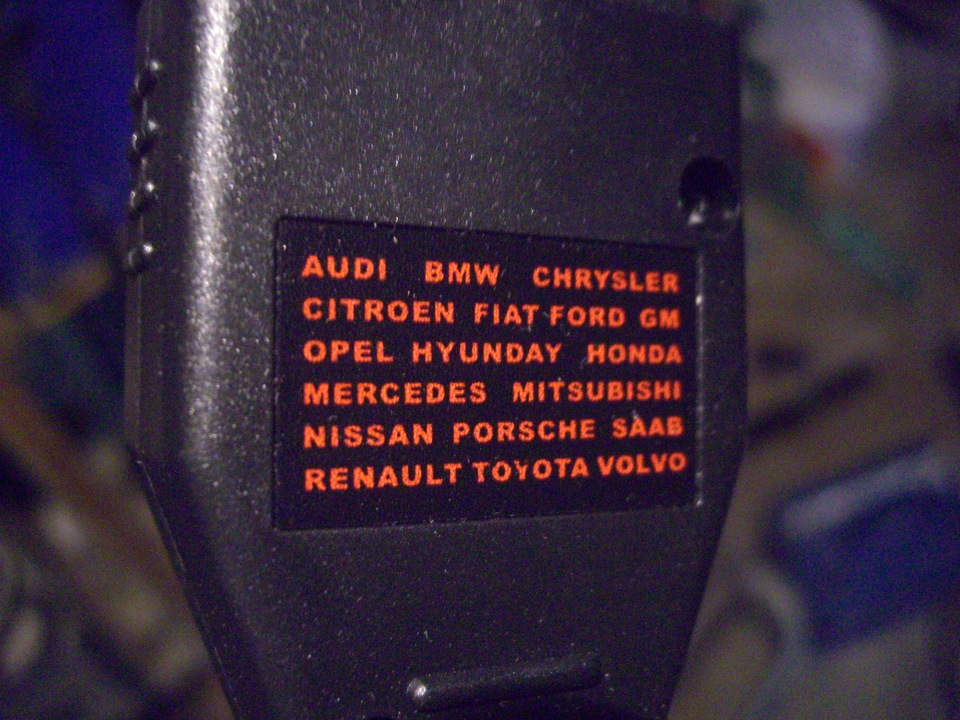 AUDI BMW CHRYSLER
CITROEN FIAT FORD GM
OPEL HYUNDAY HONDA
MERCEDES MITSUBISHI
NISSAN PORSCHE SAAB
RENAULT TOYOTA VOLVO